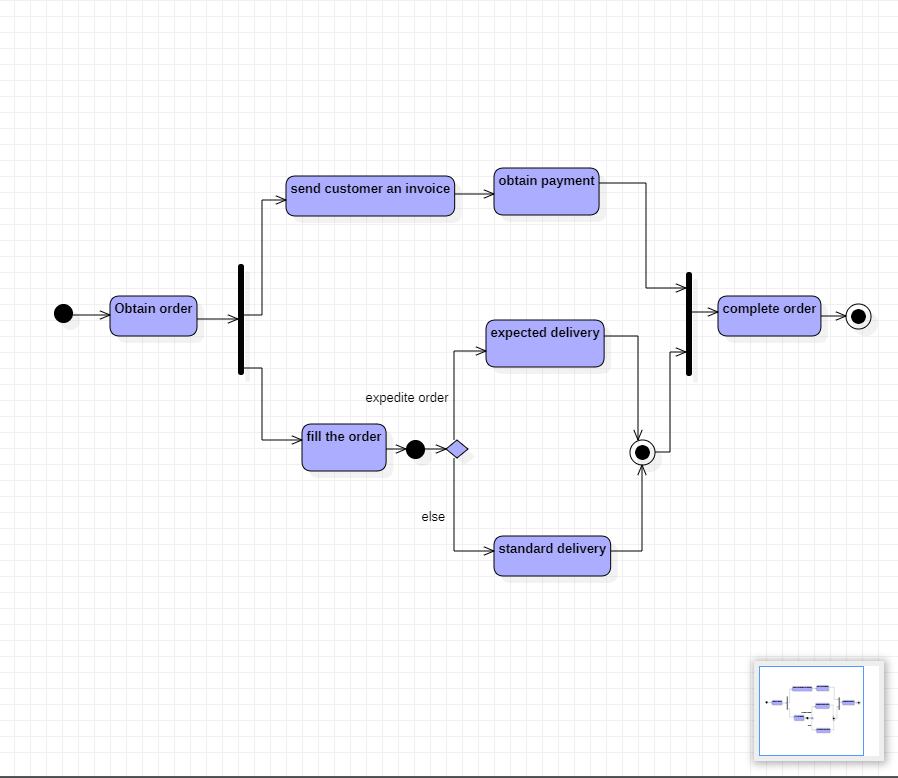 send customer an invoice
obtain payment
Obtain order
complete order
expected delivery
expedite order
fill the order
else
standard delivery